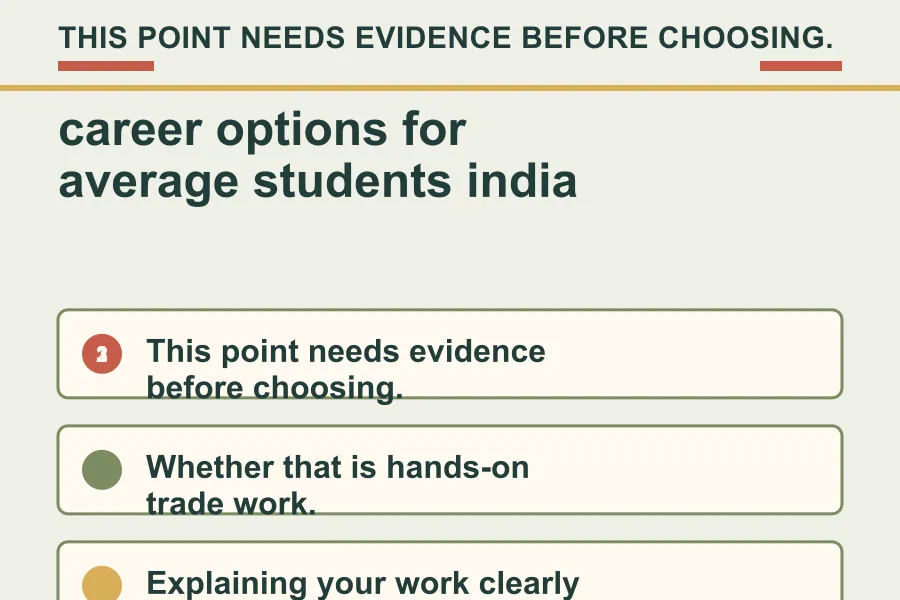 THIS POINT NEEDS EVIDENCE BEFORE CHOOSING.
career options for
average students india
This point needs evidence
before choosing.
Whether that is hands-on
trade work.
Explaining your work clearly